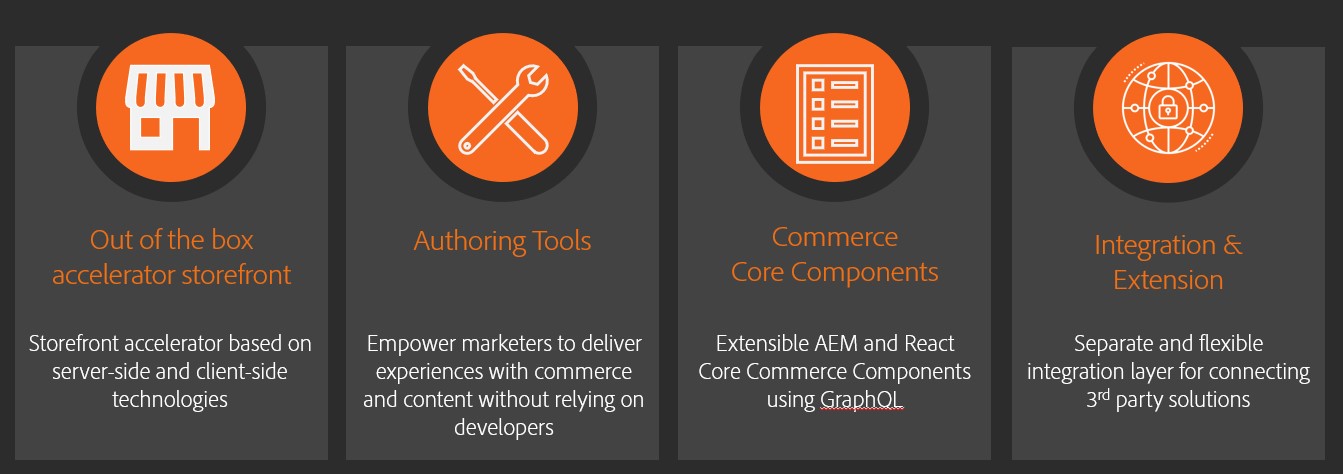 Out of the box
accelerator storefront
Storefront accelerator based on
server-side and client-side
technologies
Authoring Tools
Empower marketers to deliver
experiences with commerce
and content without relying on
developers
Commerce
Core Components
Extensible AEM and React
Core Commerce Components
using GraphQL
Integration &
Extension
Separate and flexible
integration layer for connecting
3rd party solutions